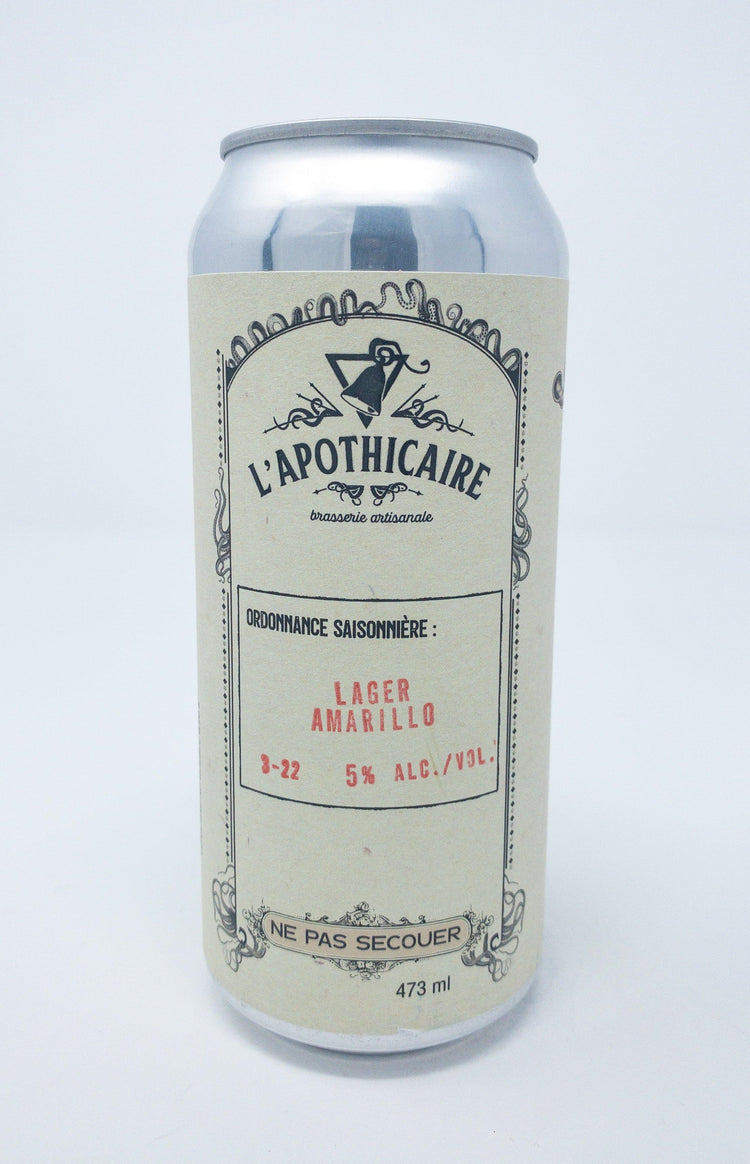 L'APOTHICAIRE
brasserie artisanale
ORDONNANCE SAISONNIÈRE :
LAGER
AMARILLO
3-22 5% ALC./VOL.
NE PAS SECOUER
473 ml